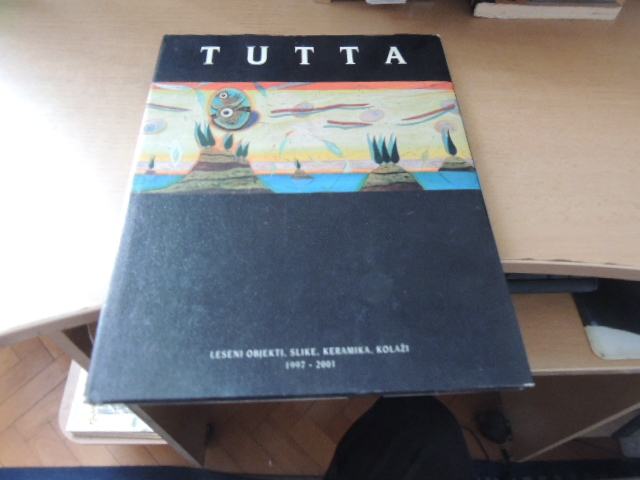 TUTTA
LESENI OBJEKTI, SLIKE, KERAMIKA, KOLAŽI
1997 - 2001